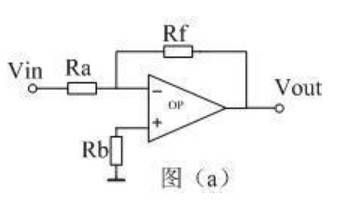 Rf
Vin Ra
− OP Vout
+
Rb
图（a）